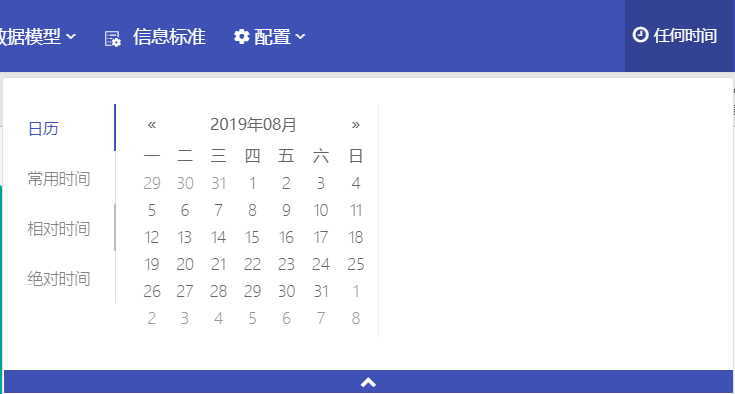 数据模型 信息标准 配置 任何时间
日历
常用时间
相对时间
绝对时间
« 2019年08月 »
一 二 三 四 五 六 日
29 30 31 1 2 3 4
5 6 7 8 9 10 11
12 13 14 15 16 17 18
19 20 21 22 23 24 25
26 27 28 29 30 31 1
2 3 4 5 6 7 8